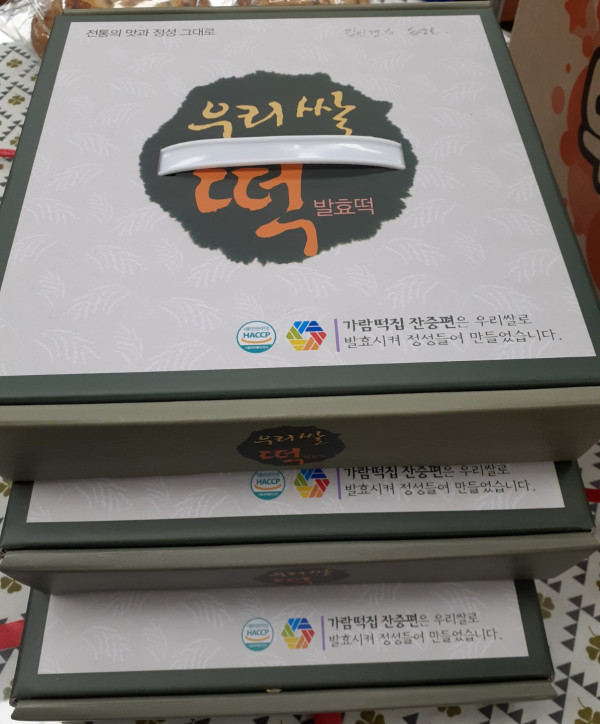 전통의 맛과 정성 그대로
우리쌀
떡
발효떡
HACCP
가람떡집 잔증편은 우리쌀로
발효시켜 정성들여 만들었습니다.
우리쌀
떡
HACCP
가람떡집 잔증편은 우리쌀로
발효시켜 정성들여 만들었습니다.
우리쌀
떡
HACCP
가람떡집 잔증편은 우리쌀로
발효시켜 정성들여 만들었습니다.